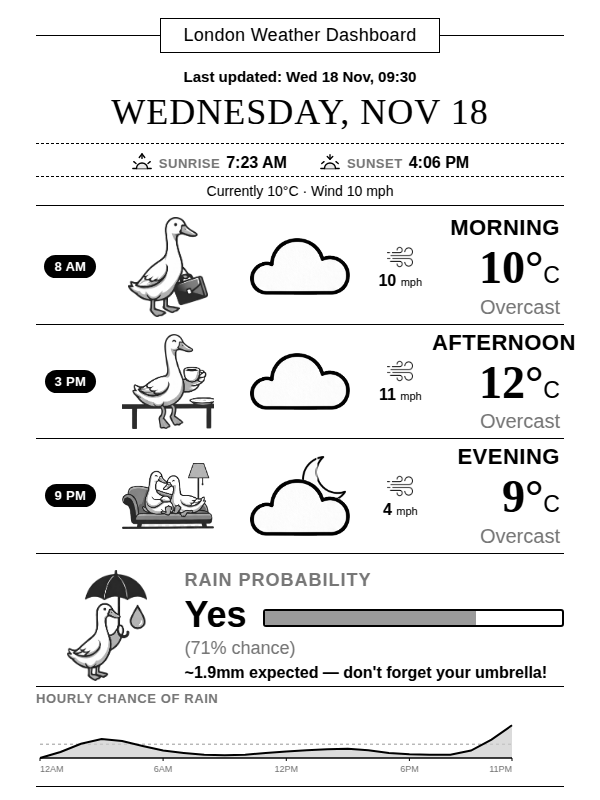 London Weather Dashboard
Last updated: Wed 18 Nov, 09:30
WEDNESDAY, NOV 18
SUNRISE 7:23 AM SUNSET 4:06 PM
Currently 10°C · Wind 10 mph
MORNING
8 AM
10 mph
10°C
Overcast
AFTERNOON
3 PM
11 mph
12°C
Overcast
EVENING
9 PM
4 mph
9°C
Overcast
RAIN PROBABILITY
Yes
(71% chance)
~1.9mm expected — don't forget your umbrella!
HOURLY CHANCE OF RAIN
12AM 6AM 12PM 6PM 11PM